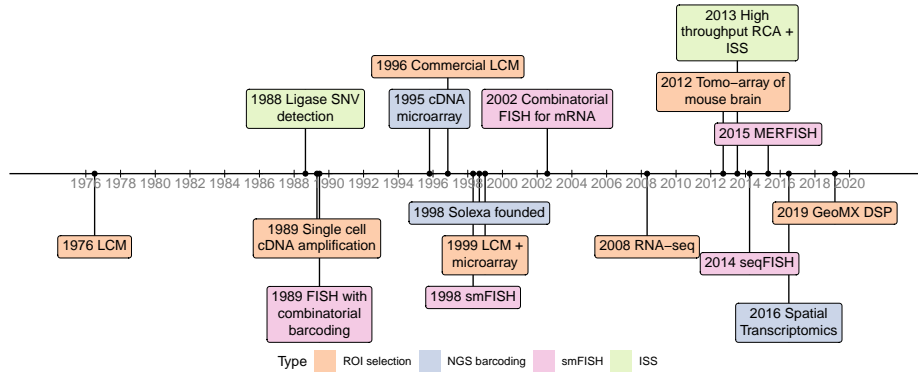 2013 High
throughput RCA +
ISS
1996 Commercial LCM
2012 Tomo−array of
mouse brain
1988 Ligase SNV
detection
1995 cDNA
microarray
2002 Combinatorial
FISH for mRNA
2015 MERFISH
1976 1978 1980 1982 1984 1986 1988 1990 1992 1994 1996 1998 2000 2002 2004 2006 2008 2010 2012 2014 2016 2018 2020
1976 LCM
1989 Single cell
cDNA amplification
1998 Solexa founded
1999 LCM +
microarray
2008 RNA−seq
2019 GeoMX DSP
2014 seqFISH
1989 FISH with
combinatorial
barcoding
1998 smFISH
2016 Spatial
Transcriptomics
Type ROI selection NGS barcoding smFISH ISS